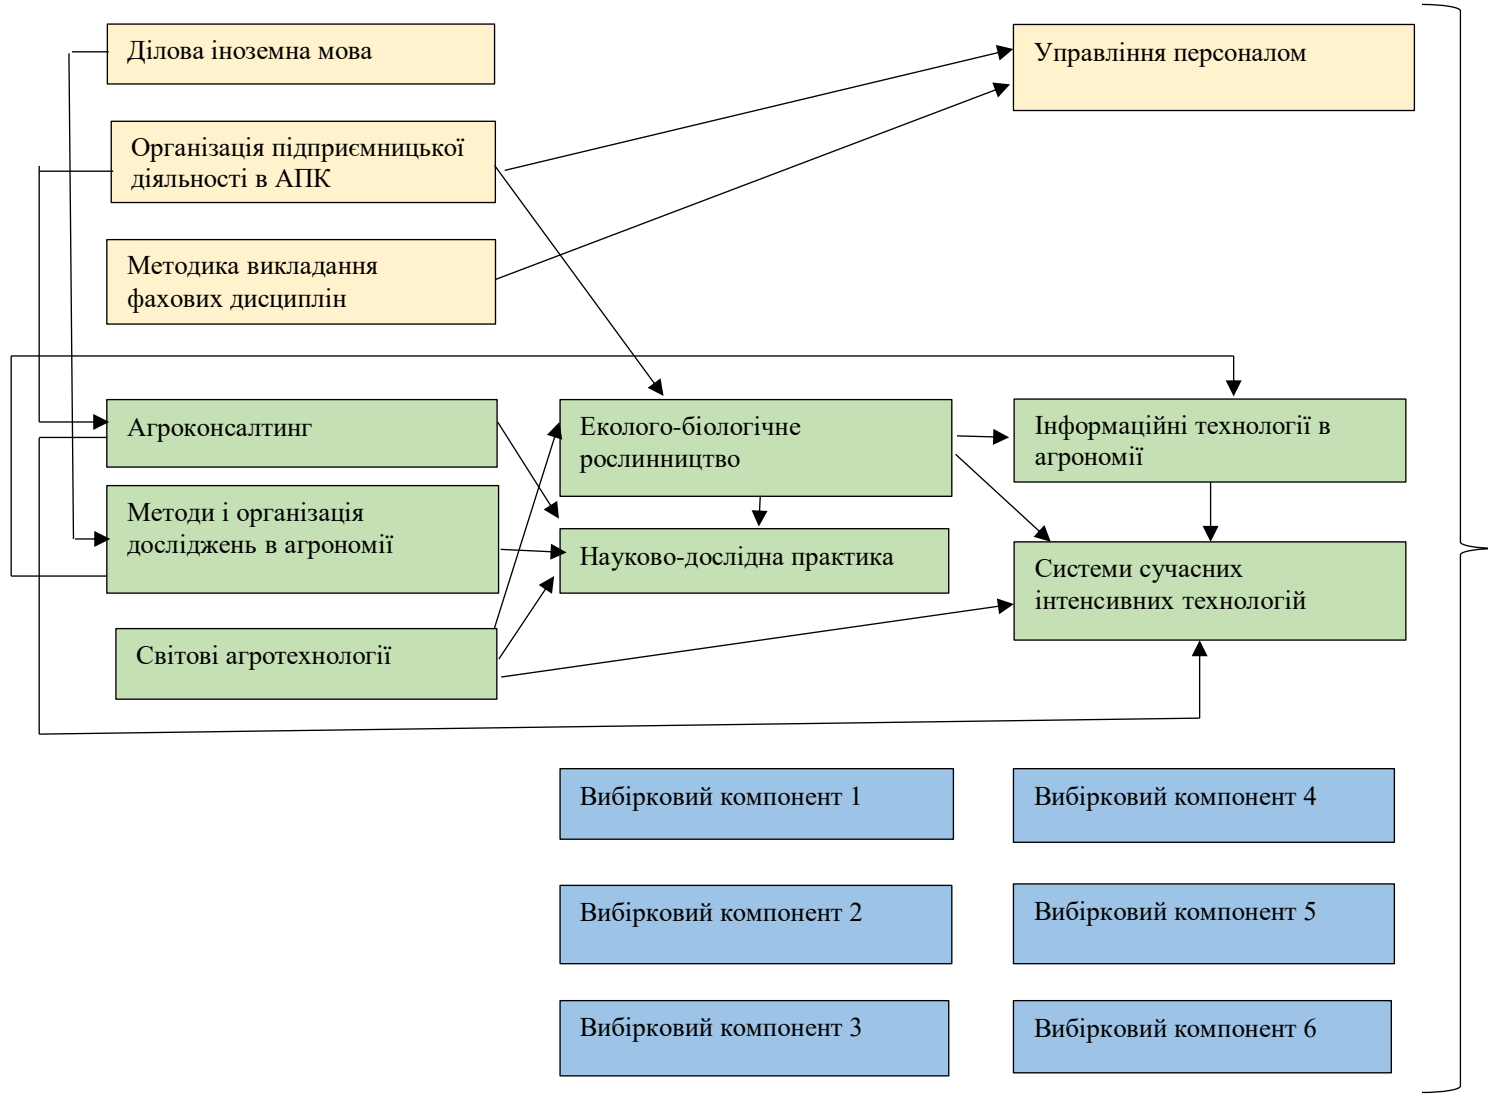 Ділова іноземна мова
Управління персоналом
Організація підприємницької
діяльності в АПК
Методика викладання
фахових дисциплін
Агроконсалтинг
Еколого-біологічне
рослинництво
Інформаційні технології в
агрономії
Методи і організація
досліджень в агрономії
Науково-дослідна практика
Системи сучасних
інтенсивних технологій
Світові агротехнології
Вибірковий компонент 1
Вибірковий компонент 4
Вибірковий компонент 2
Вибірковий компонент 5
Вибірковий компонент 3
Вибірковий компонент 6